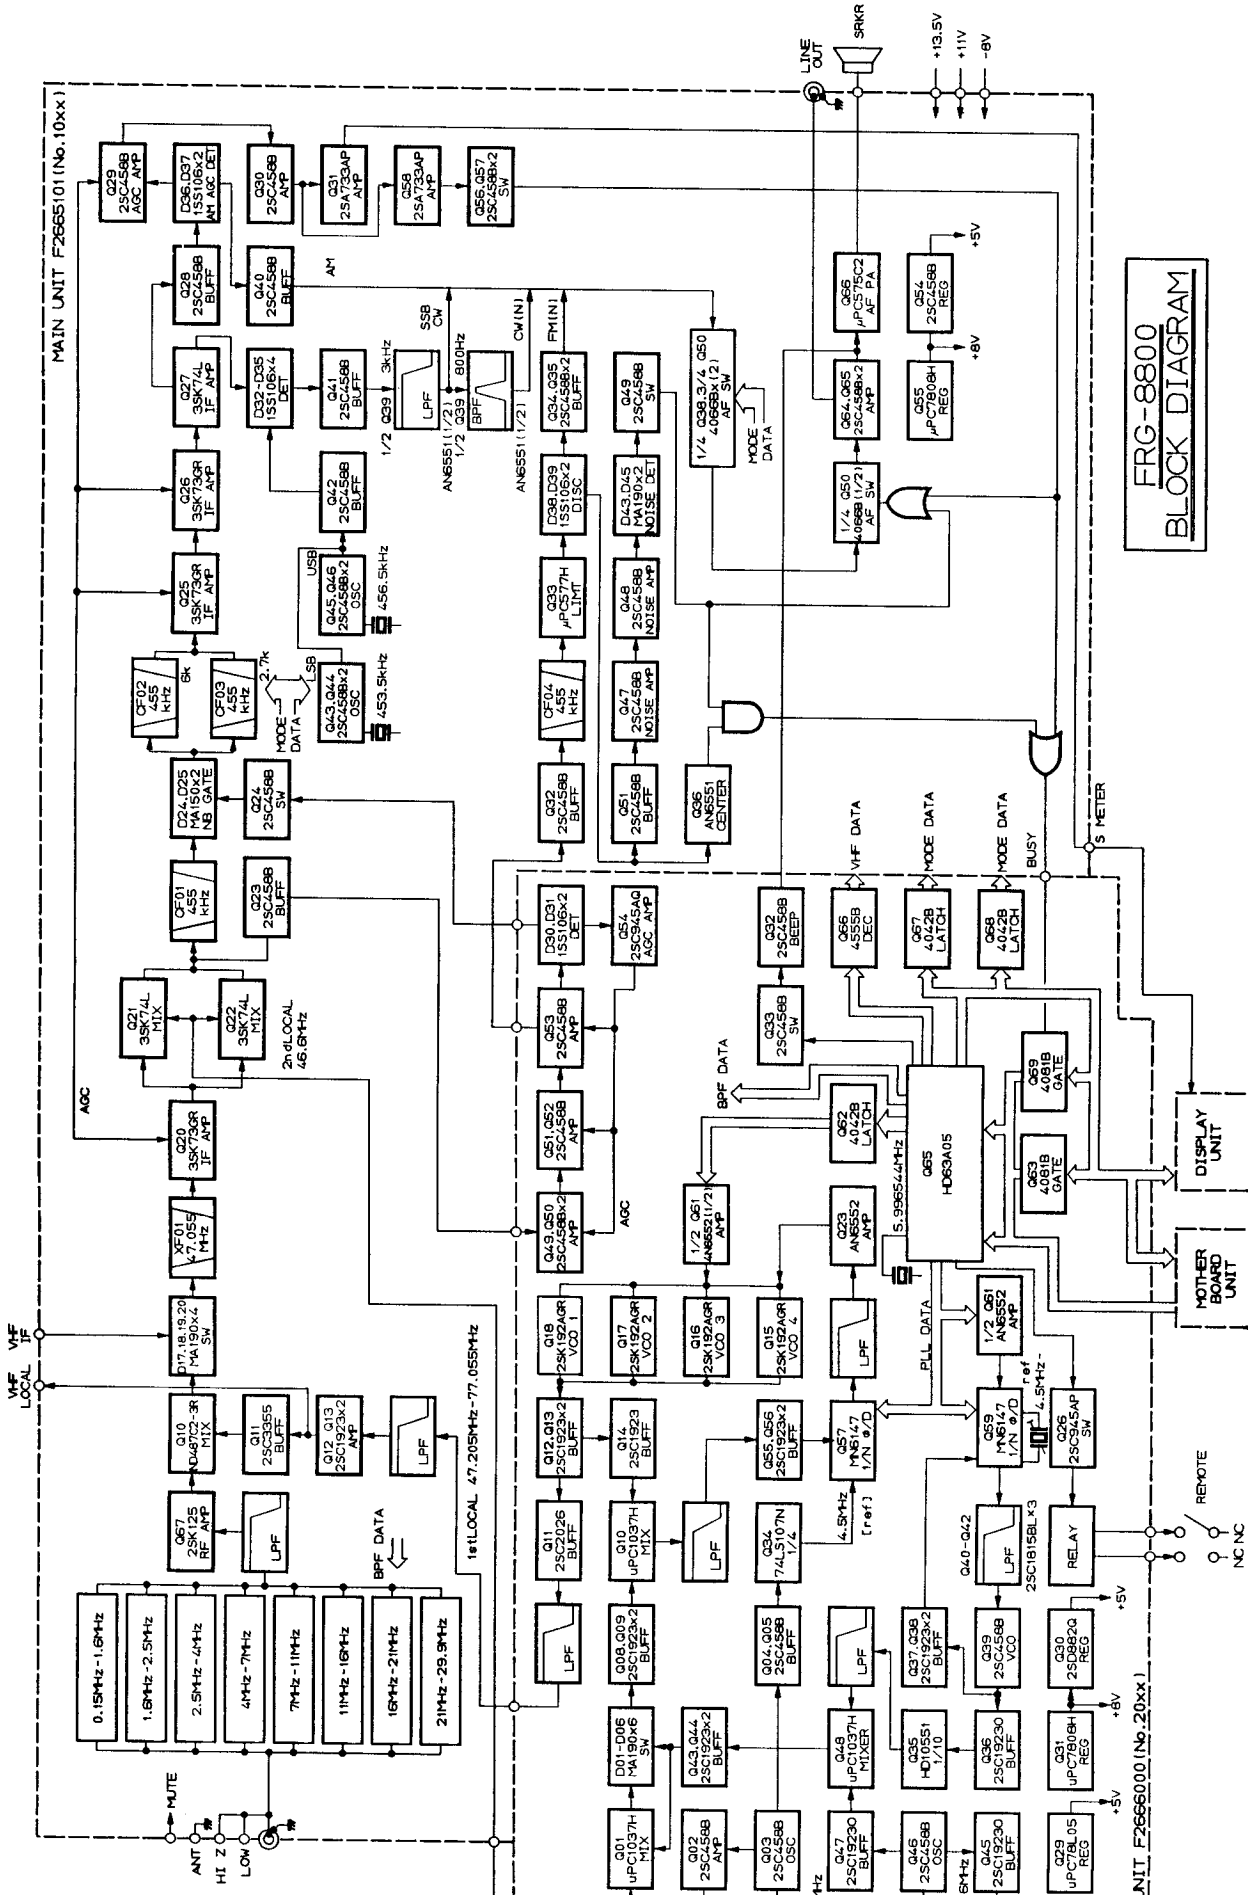 FRG-8800
BLOCK DIAGRAM
MAIN UNIT F2665101(No.10xx)
MUTE
ANT
HI Z
LOW
0.15MHz-1.6MHz
1.6MHz-2.5MHz
2.5MHz-4MHz
4MHz-7MHz
7MHz-11MHz
11MHz-16MHz
16MHz-21MHz
21MHz-29.9MHz
BPF DATA
LPF
Q67
2SK125
RF AMP
Q10
ND487C2-3R
MIX
Q11
2SC3355
BUFF
Q12 Q13
2SC1923x2
AMP
LPF
1stLOCAL 47.205MHz-77.055MHz
VHF
LOCAL
VHF
IF
D17.18.19.20
MA190x4
SW
XF01
47.055
MHz
Q20
3SK73GR
IF AMP
AGC
Q21
3SK74L
MIX
Q22
3SK74L
MIX
2ndLOCAL
46.6MHz
CF01
455
kHz
Q23
2SC458B
BUFF
D24.D25
MA150x2
NB GATE
Q24
2SC458B
SW
CF02
455
kHz
6k
CF03
455
kHz
2.7k
MODE
DATA
Q25
3SK73GR
IF AMP
Q26
3SK73GR
IF AMP
Q27
3SK74L
IF AMP
Q28
2SC458B
BUFF
Q29
2SC458B
AGC AMP
D36.D37
1SS106x2
AM AGC DET
Q30
2SC458B
AMP
Q31
2SA733AP
AMP
Q58
2SA733AP
AMP
Q56.Q57
2SC458Bx2
SW
Q40
2SC458B
BUFF
AM
D32-D35
1SS106x4
DET
Q41
2SC458B
BUFF
Q42
2SC458B
BUFF
USB
Q45.Q46
2SC458Bx2
OSC
456.5kHz
LSB
Q43.Q44
2SC458Bx2
OSC
453.5kHz
1/2 Q39
3kHz
LPF
AN6551(1/2)
SSB
CW
1/2 Q39
800Hz
BPF
AN6551(1/2)
CW(N)
Q32
2SC458B
BUFF
CF04
455
kHz
Q33
µPC577H
LIMT
D38.D39
1SS106x2
DISC
Q34.Q35
2SC458Bx2
BUFF
FM(N)
Q51
2SC458B
BUFF
Q47
2SC458B
NOISE AMP
Q48
2SC458B
NOISE AMP
D43.D45
MA190x2
NOISE DET
Q49
2SC458B
SW
Q36
AN6551
CENTER
1/4 Q38.3/4 Q50
4066Bx(2)
AF SW
MODE
DATA
1/4 Q50
4066B(1/2)
AF SW
Q64.Q65
2SC458Bx2
AMP
Q66
µPC575C2
AF PA
Q55
µPC7808H
REG
+8V
Q54
2SC458B
REG
+5V
LINE
OUT
SRKR
+13.5V
+11V
-8V
BUSY
S METER
D30.D31
1SS106x2
DET
Q54
2SC945AQ
AGC AMP
Q53
2SC458B
AMP
Q51.Q52
2SC458B
AMP
Q49.Q50
2SC458Bx2
AMP
AGC
Q32
2SC458B
BEEP
Q33
2SC458B
SW
Q66
4555B
DEC
VHF DATA
Q67
4042B
LATCH
MODE DATA
Q68
4042B
LATCH
MODE DATA
BPF DATA
Q62
4042B
LATCH
1/2 Q61
AN6552(1/2)
AMP
Q23
AN6552
AMP
5.996544MHz
Q65
HD63A05
Q69
4081B
GATE
Q63
4081B
GATE
DISPLAY
UNIT
MOTHER
BOARD
UNIT
Q18
2SK192AGR
VCO 1
Q17
2SK192AGR
VCO 2
Q16
2SK192AGR
VCO 3
Q15
2SK192AGR
VCO 4
LPF
PLL DATA
1/2 Q61
AN6552
AMP
Q12.Q13
2SC1923x2
BUFF
Q14
2SC1923
BUFF
Q55.Q56
2SC1923x2
BUFF
Q57
MN6147
1/N ø/D
Q59
MN6147
1/N ø/D
ref
4.5MHz
Q26
2SC945AP
SW
Q11
2SC2026
BUFF
Q10
uPC1037H
MIX
LPF
Q34
74LS107N
1/4
4.5MHz
[ref]
Q40-Q42
LPF
2SC1815BLx3
RELAY
REMOTE
NC NC
NC
LPF
Q08.Q09
2SC1923x2
BUFF
Q04.Q05
2SC458B
BUFF
LPF
Q37.Q38
2SC1923x2
BUFF
Q39
2SC458B
VCO
Q30
2SD882Q
REG
+5V
D01-D06
MA190x6
SW
Q43.Q44
2SC1923x2
BUFF
Q48
uPC1037H
MIXER
Q35
HD10551
1/10
Q36
2SC1923O
BUFF
Q31
uPC7808H
REG
+8V
Q01
uPC1037H
MIX
Q02
2SC458B
AMP
Q03
2SC458B
OSC
Q47
2SC1923O
BUFF
Q46
2SC458B
OSC
Q45
2SC1923O
BUFF
Q29
uPC78L05
REG
+5V
UNIT F2666000(No.20xx)